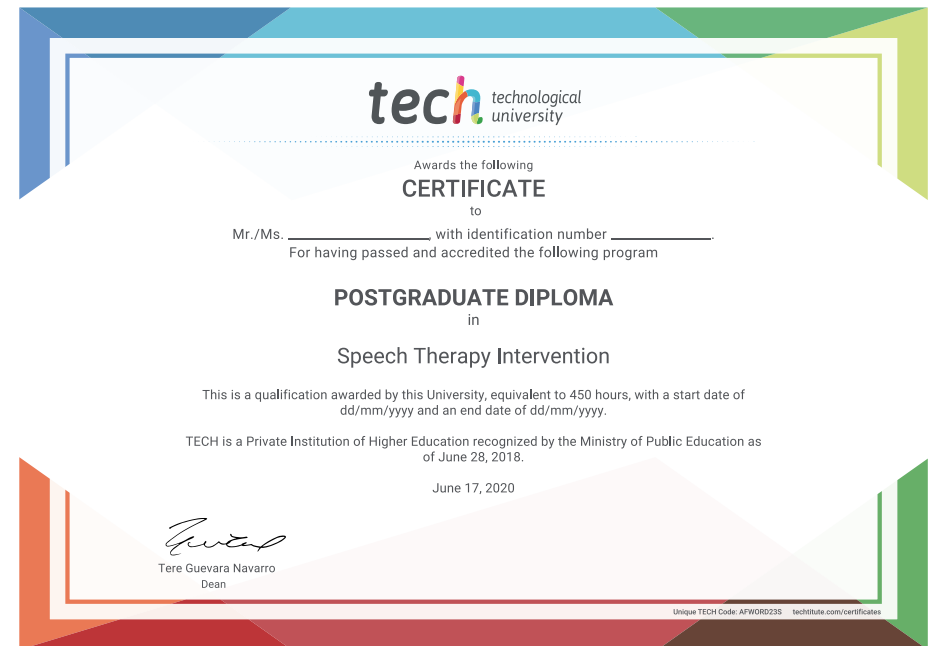 tech technological
university
Awards the following
CERTIFICATE
to
Mr./Ms. ____________________, with identification number ______________.
For having passed and accredited the following program
POSTGRADUATE DIPLOMA
in
Speech Therapy Intervention
This is a qualification awarded by this University, equivalent to 450 hours, with a start date of
dd/mm/yyyy and an end date of dd/mm/yyyy.
TECH is a Private Institution of Higher Education recognized by the Ministry of Public Education as
of June 28, 2018.
June 17, 2020
Tere Guevara Navarro
Dean
Unique TECH Code: AFWORD23S techtitute.com/certificates